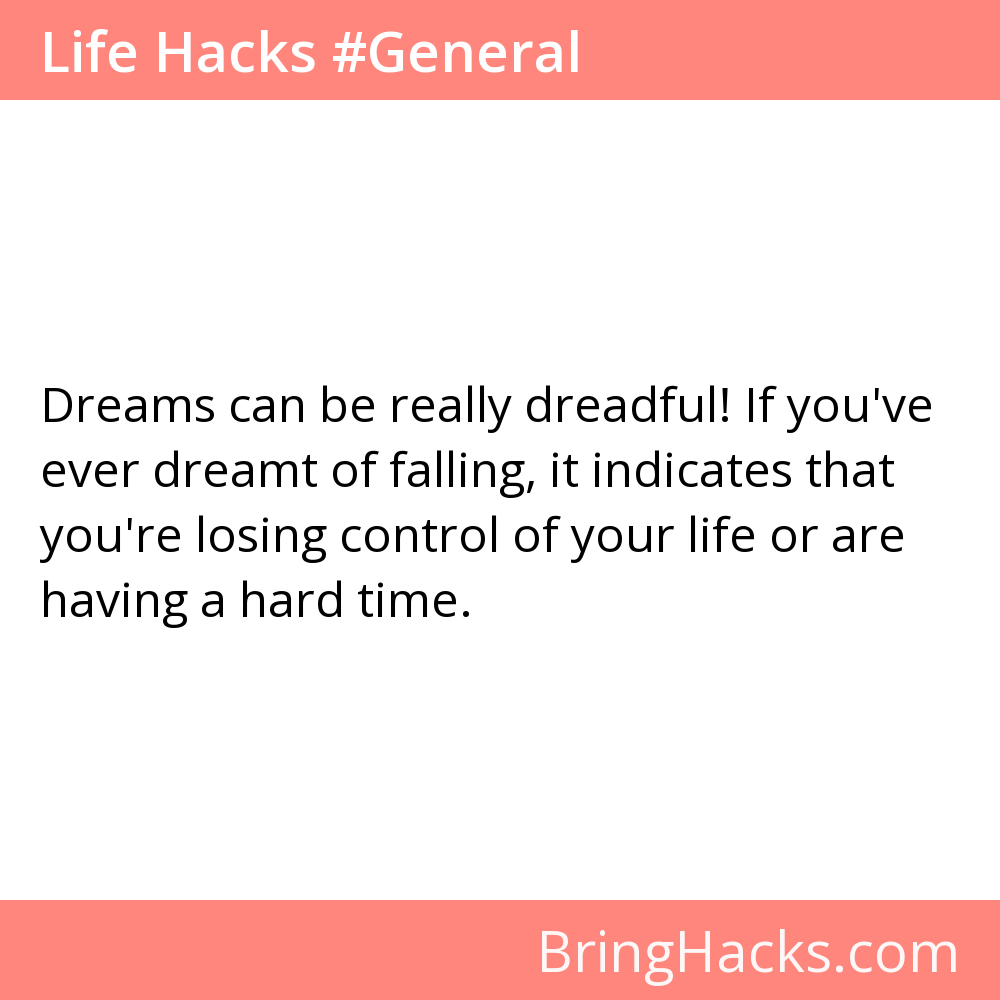 Life Hacks #General
Dreams can be really dreadful! If you've
ever dreamt of falling, it indicates that
you're losing control of your life or are
having a hard time.
BringHacks.com